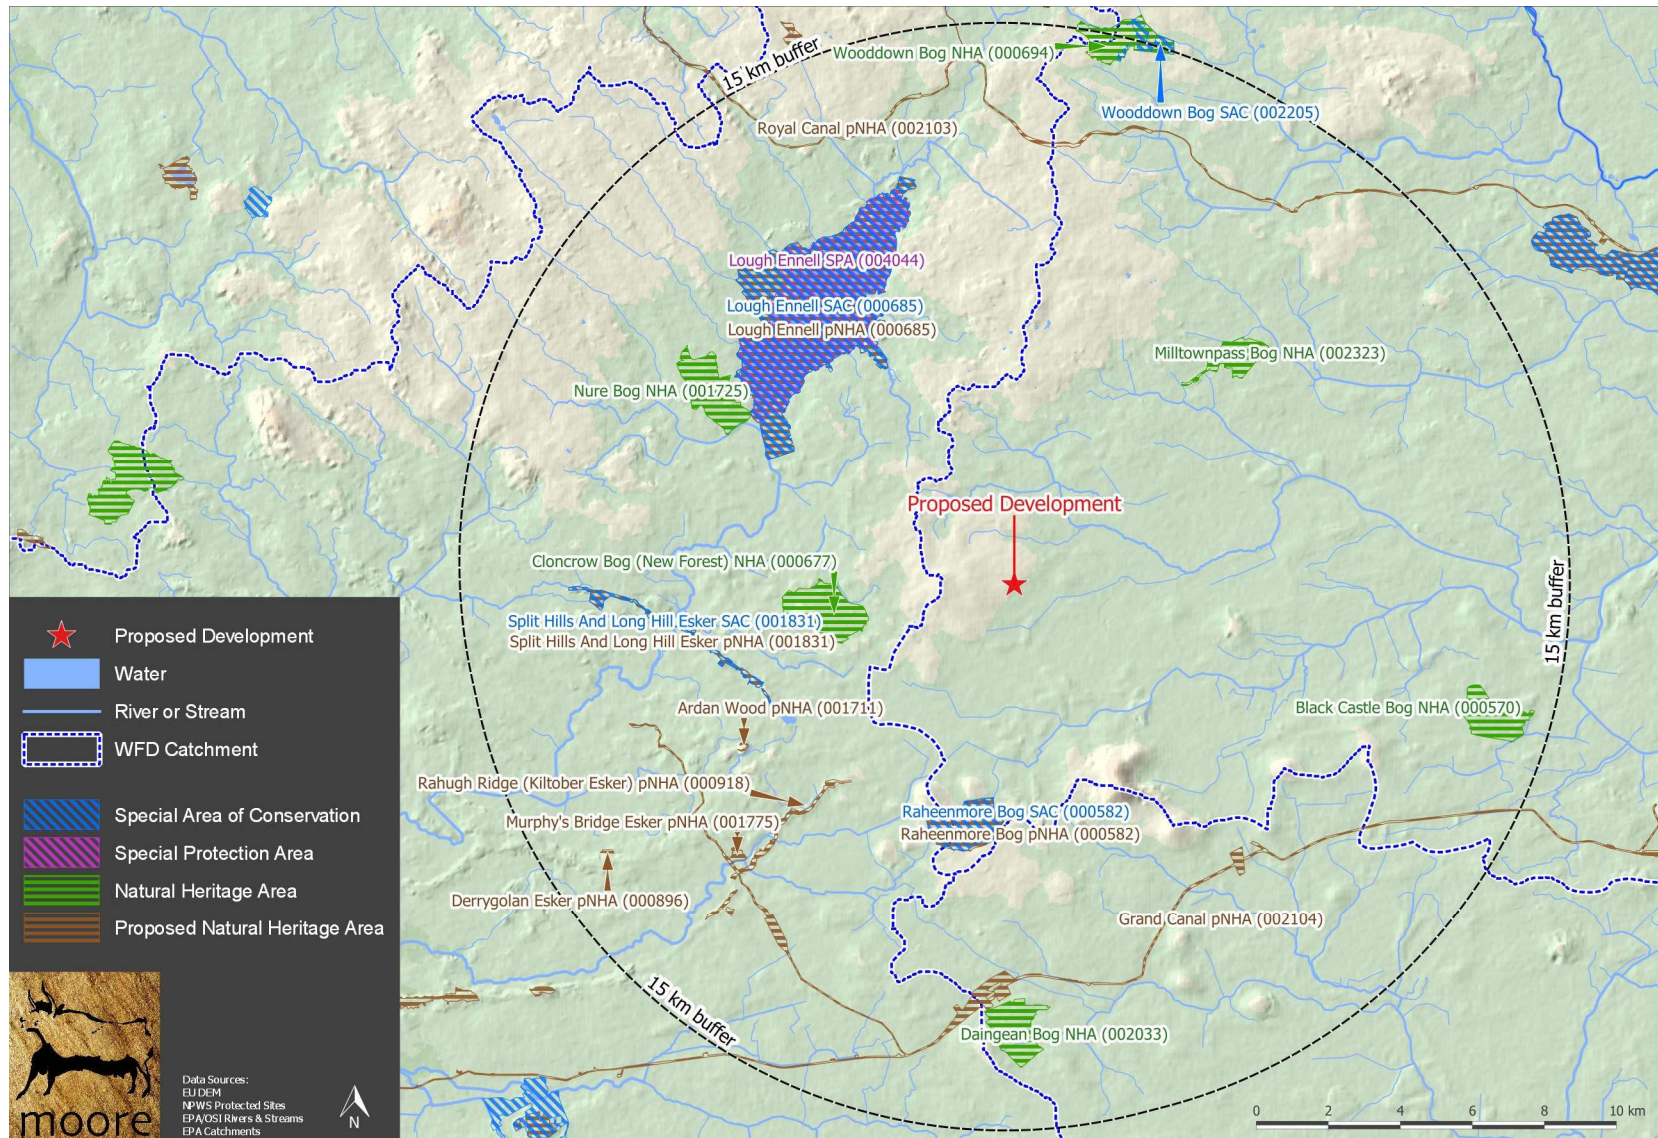 Wooddown Bog NHA (000694)
15 km buffer
Wooddown Bog SAC (002205)
Royal Canal pNHA (002103)
Lough Ennell SPA (004044)
Lough Ennell SAC (000685)
Lough Ennell pNHA (000685)
Milltownpass Bog NHA (002323)
Nure Bog NHA (001725)
Proposed Development
Cloncrow Bog (New Forest) NHA (000677)
15 km buffer
Split Hills And Long Hill Esker SAC (001831)
Split Hills And Long Hill Esker pNHA (001831)
Ardan Wood pNHA (001711)
Black Castle Bog NHA (000570)
Rahugh Ridge (Kiltober Esker) pNHA (000918)
Raheenmore Bog SAC (000582)
Murphy's Bridge Esker pNHA (001775)
Raheenmore Bog pNHA (000582)
Derrygolan Esker pNHA (000896)
Grand Canal pNHA (002104)
15 km buffer
Daingean Bog NHA (002033)
Proposed Development
Water
River or Stream
WFD Catchment
Special Area of Conservation
Special Protection Area
Natural Heritage Area
Proposed Natural Heritage Area
moore
Data Sources:
EU DEM
NPWS Protected Sites
EPA/OSI Rivers & Streams
EPA Catchments
N
0 2 4 6 8 10 km